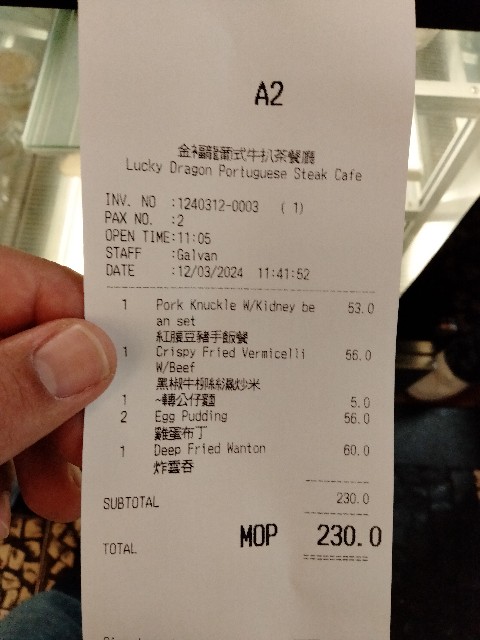 A2
金福龍葡式牛扒茶餐廳
Lucky Dragon Portuguese Steak Cafe
INV. NO :1240312-0003 ( 1)
PAX NO. :2
OPEN TIME:11:05
STAFF :Galvan
DATE :12/03/2024 11:41:52
1 Pork Knuckle W/Kidney be 53.0
an set
紅腰豆豬手飯餐
1 Crispy Fried Vermicelli 56.0
W/Beef
黑椒牛柳絲濕炒米
1 ~轉公仔麵 5.0
2 Egg Pudding 56.0
雞蛋布丁
1 Deep Fried Wanton 60.0
炸雲吞
SUBTOTAL 230.0
TOTAL MOP 230.0